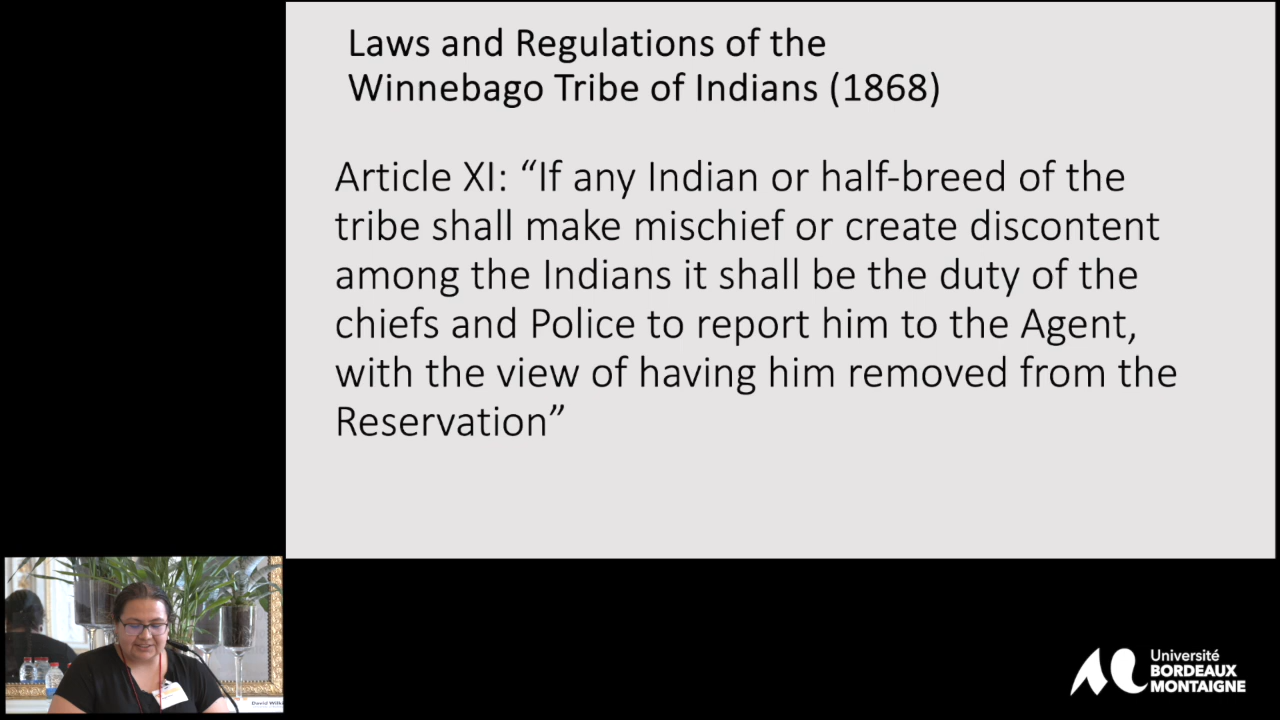 Laws and Regulations of the
Winnebago Tribe of Indians (1868)
Article XI: “If any Indian or half-breed of the
tribe shall make mischief or create discontent
among the Indians it shall be the duty of the
chiefs and Police to report him to the Agent,
with the view of having him removed from the
Reservation”
David
Université
BORDEAUX
MONTAIGNE